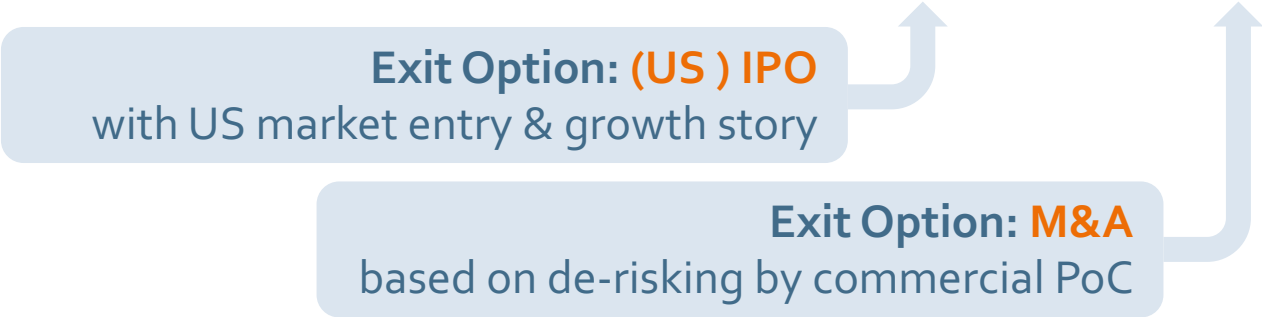 Exit Option: (US ) IPO
with US market entry & growth story
Exit Option: M&A
based on de-risking by commercial PoC